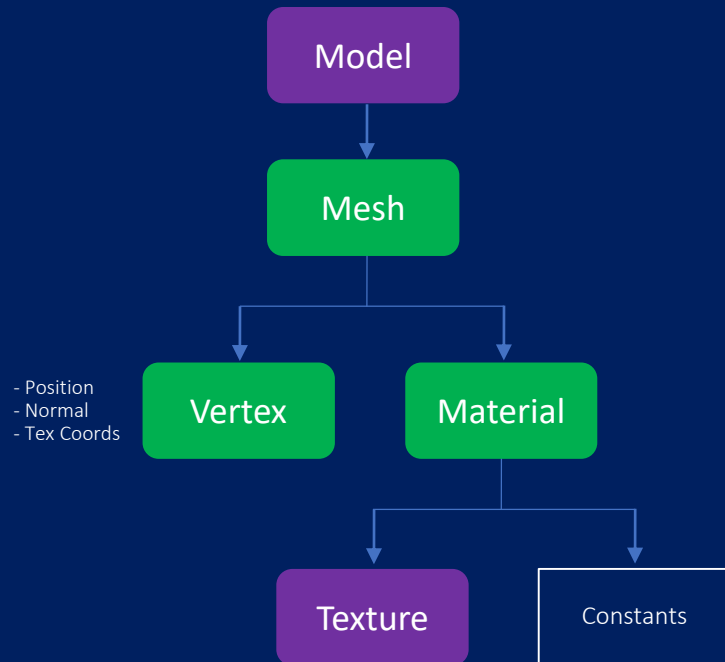 Model
Mesh
- Position
- Normal
- Tex Coords
Vertex
Material
Texture
Constants